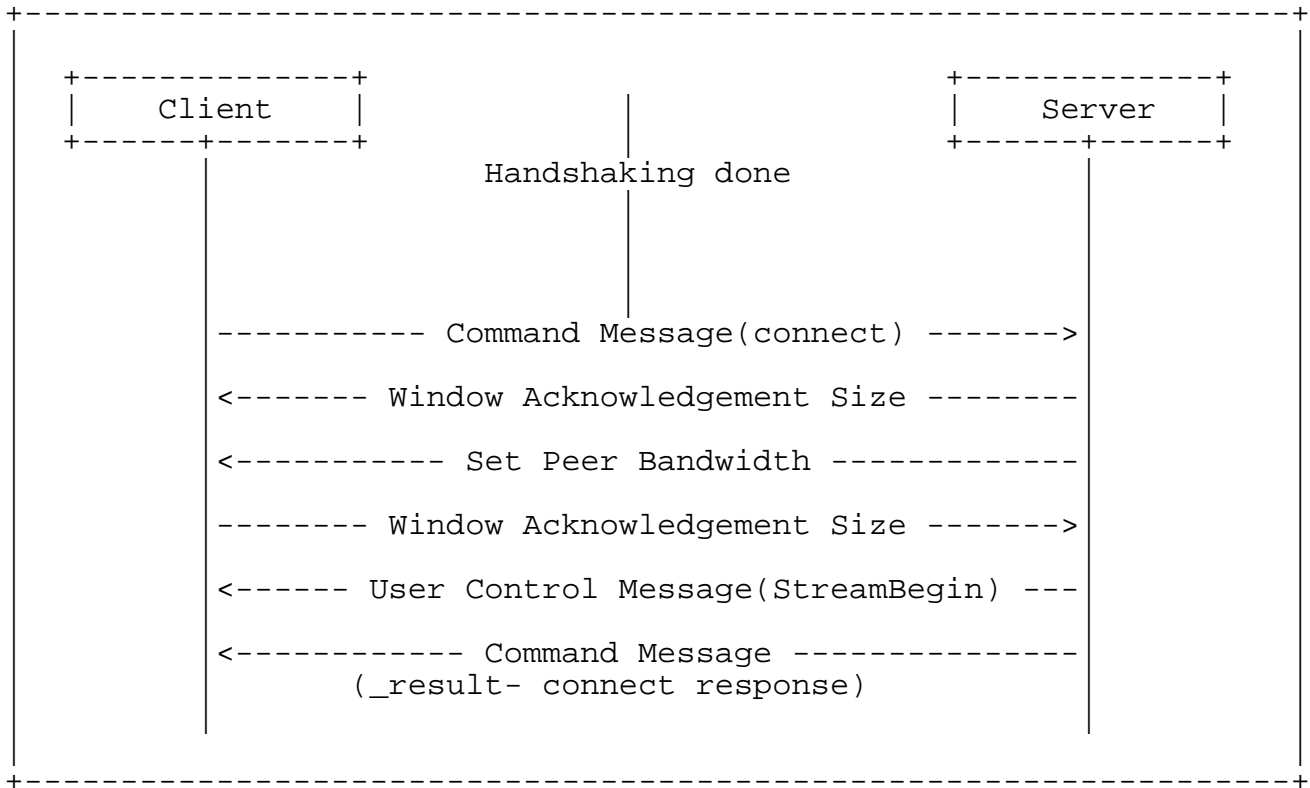 Client Server
Handshaking done
Command Message(connect)
Window Acknowledgement Size
Set Peer Bandwidth
Window Acknowledgement Size
User Control Message(StreamBegin)
Command Message
(_result- connect response)